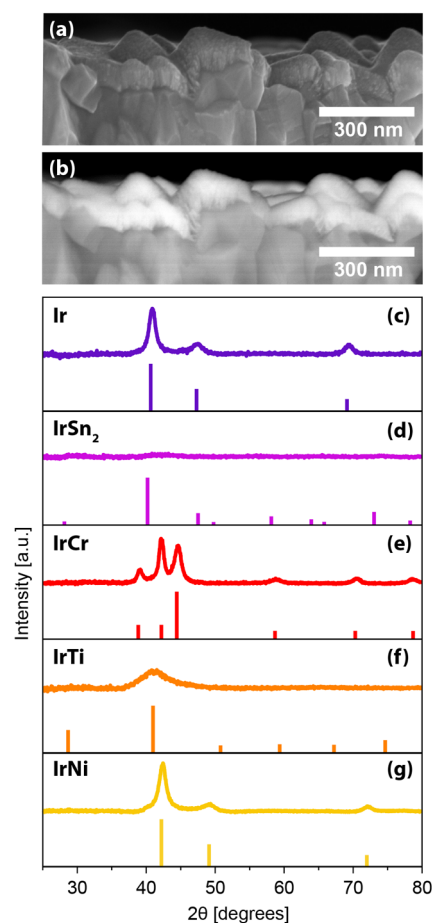 (a)
300 nm
(b)
300 nm
Ir (c)
IrSn2 (d)
IrCr (e)
IrTi (f)
IrNi (g)
Intensity [a.u.]
30 40 50 60 70 80
2θ [degrees]